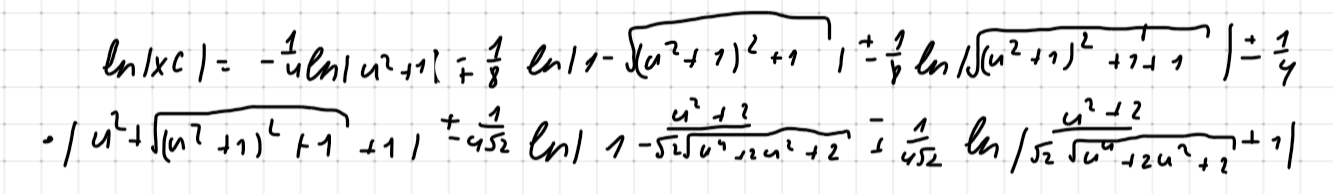 ln|xc| = -1/4 ln|u²+1| ∓ 1/8 ln|1-√((u²+1)²+1)| ± 1/8 ln|√((u²+1)²+1+1)| ± 1/4
·|u²+√((u²+1)²+1)+1| ± 1/(4√2) ln|1-(u²+2)/(√2√(u⁴+2u²+2))| ∓ 1/(4√2) ln|(u²+2)/(√2√(u⁴+2u²+2))+1|